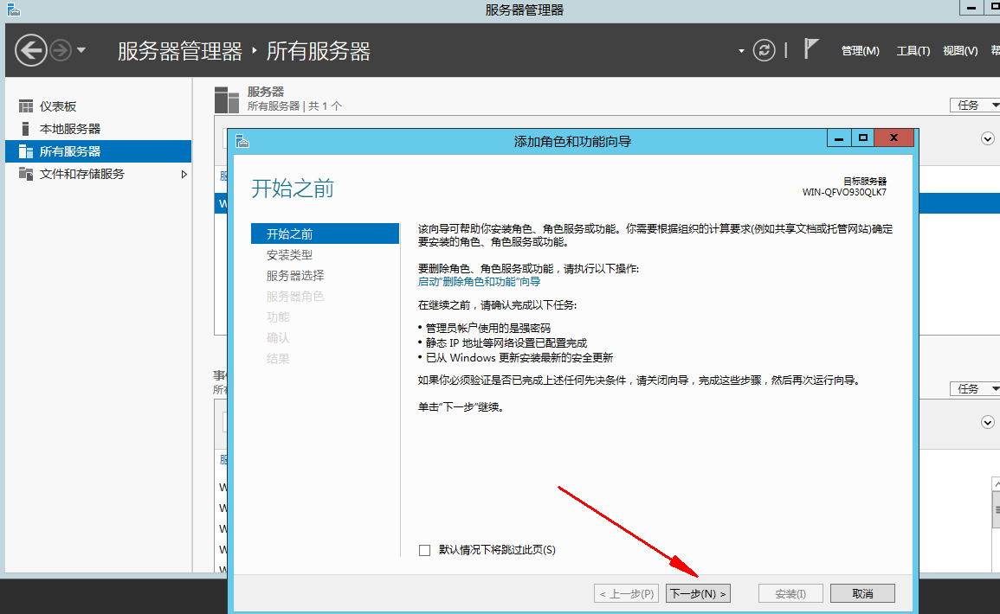 服务器管理器
服务器管理器 ‣ 所有服务器
管理(M) 工具(T) 视图(V) 帮
仪表板
本地服务器
所有服务器
文件和存储服务
服务器
所有服务器 | 共 1 个
任务
添加角色和功能向导
开始之前
目标服务器
WIN-QFVO930QLK7
开始之前
安装类型
服务器选择
服务器角色
功能
确认
结果
该向导可帮助你安装角色、角色服务或功能。你需要根据组织的计算要求(例如共享文档或托管网站)确定
要安装的角色、角色服务或功能。
要删除角色、角色服务或功能，请执行以下操作:
启动“删除角色和功能”向导
在继续之前，请确认完成以下任务:
• 管理员帐户使用的是强密码
• 静态 IP 地址等网络设置已配置完成
• 已从 Windows 更新安装最新的安全更新
如果你必须验证是否已完成上述任何先决条件，请关闭向导，完成这些步骤，然后再次运行向导。
单击“下一步”继续。
默认情况下将跳过此页(S)
< 上一步(P) 下一步(N) > 安装(I) 取消
服
W
事件
所有
任务
服
W
W
W
W
W